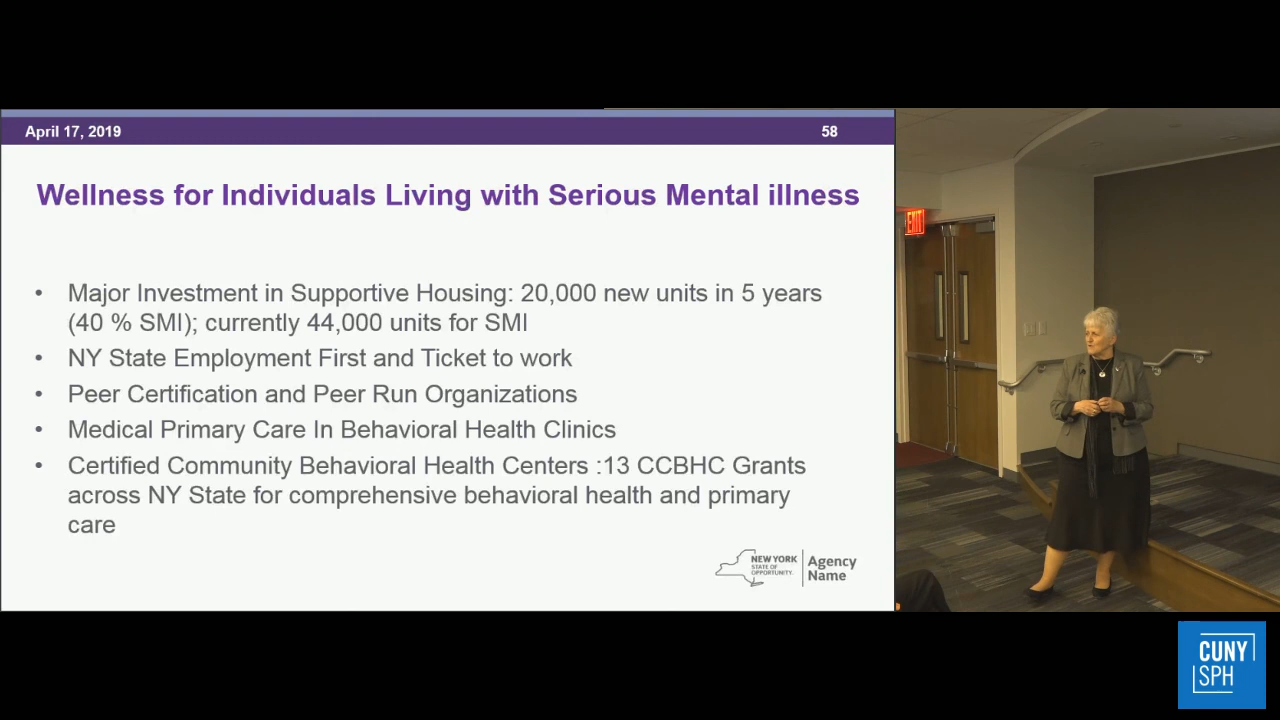 April 17, 2019
58
Wellness for Individuals Living with Serious Mental illness
• Major Investment in Supportive Housing: 20,000 new units in 5 years
(40 % SMI); currently 44,000 units for SMI
• NY State Employment First and Ticket to work
• Peer Certification and Peer Run Organizations
• Medical Primary Care In Behavioral Health Clinics
• Certified Community Behavioral Health Centers :13 CCBHC Grants
across NY State for comprehensive behavioral health and primary
care
NEW YORK
STATE OF
OPPORTUNITY.
Agency
Name
EXIT
CUNY
SPH